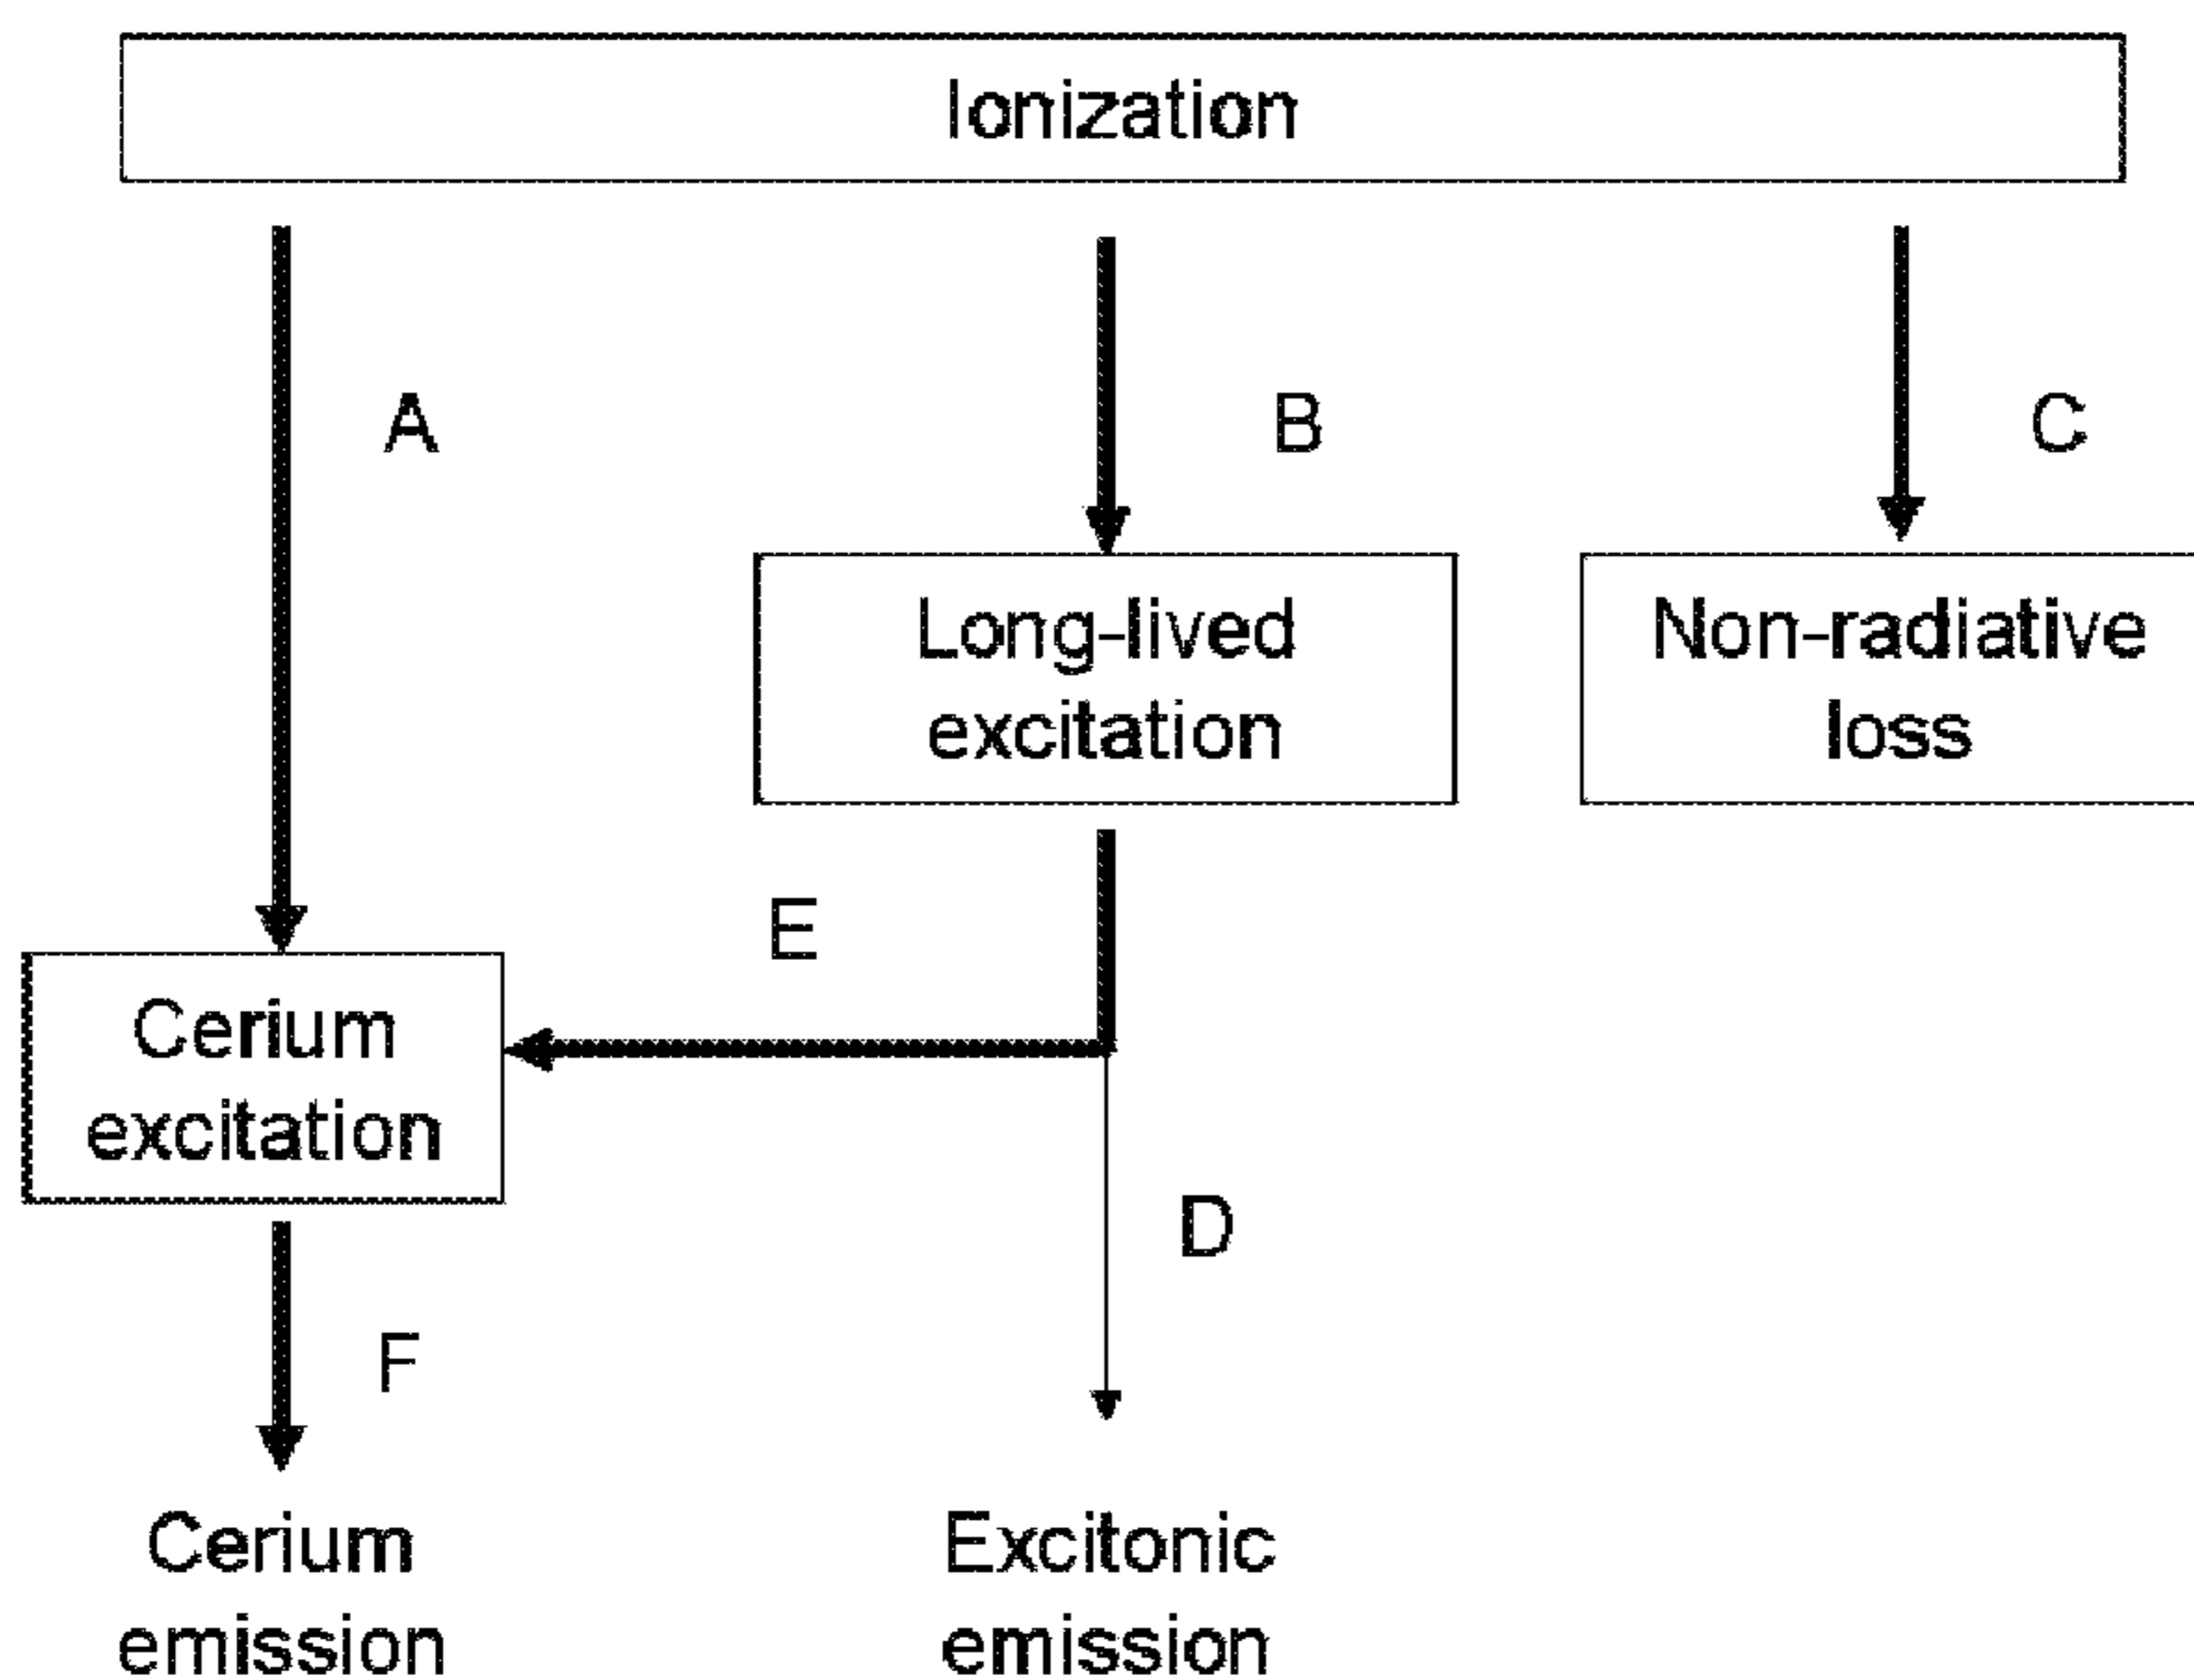 Ionization
A
B
C
Long-lived
excitation
Non-radiative
loss
E
Cerium
excitation
D
F
Cerium
emission
Excitonic
emission